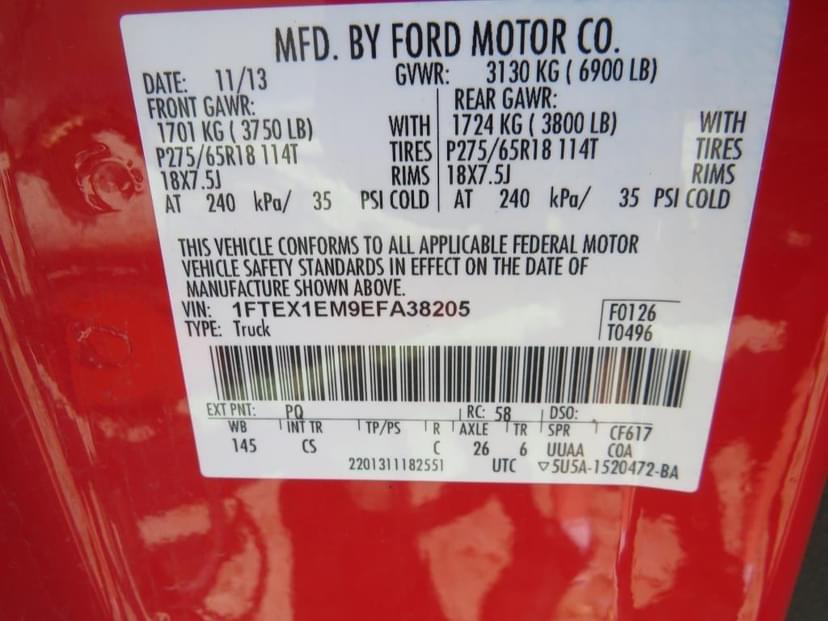 MFD. BY FORD MOTOR CO.
DATE: 11/13 GVWR: 3130 KG ( 6900 LB)
FRONT GAWR: REAR GAWR:
1701 KG ( 3750 LB) WITH 1724 KG ( 3800 LB) WITH
P275/65R18 114T TIRES P275/65R18 114T TIRES
18X7.5J RIMS 18X7.5J RIMS
AT 240 kPa/ 35 PSI COLD AT 240 kPa/ 35 PSI COLD
THIS VEHICLE CONFORMS TO ALL APPLICABLE FEDERAL MOTOR
VEHICLE SAFETY STANDARDS IN EFFECT ON THE DATE OF
MANUFACTURE SHOWN ABOVE.
VIN: 1FTEX1EM9EFA38205 F0126
TYPE: Truck T0496
EXT PNT: PQ RC: 58 DSO:
WB INT TR TP/PS R AXLE TR SPR CF617
145 CS C 26 6 UUAA COA
2201311182551 UTC ▽5U5A-1520472-BA